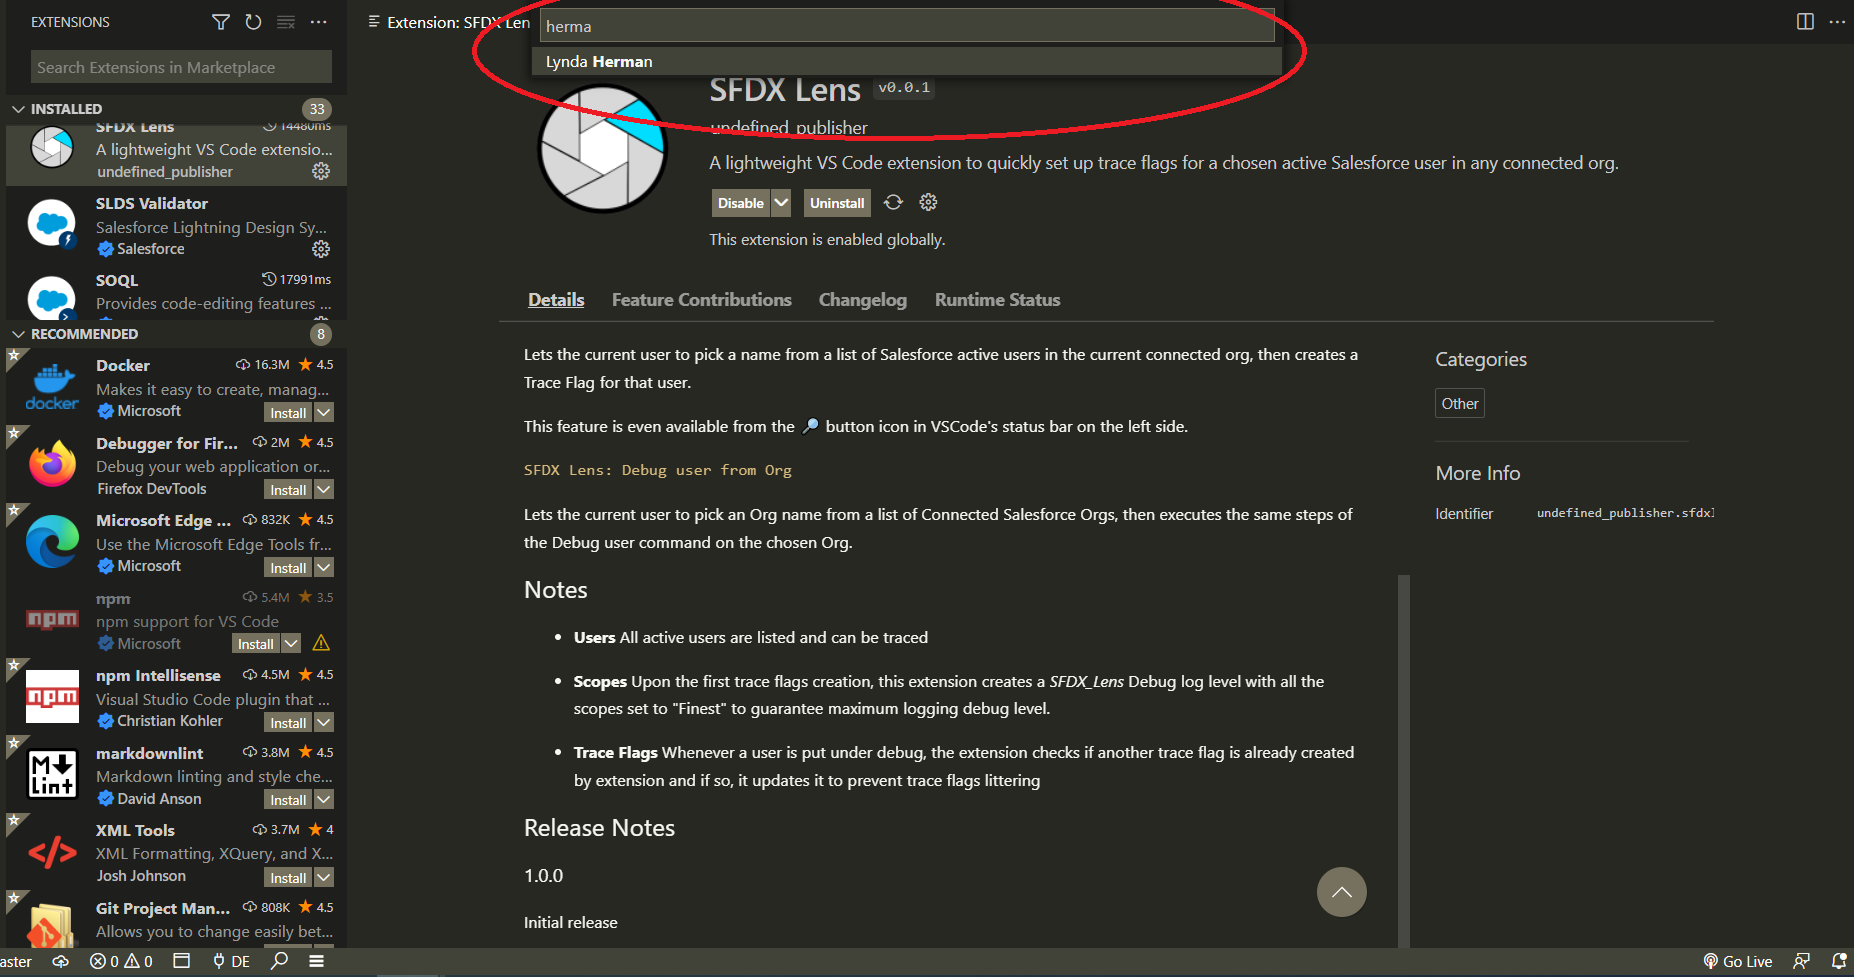 EXTENSIONS
Search Extensions in Marketplace
INSTALLED 33
SFDX Lens 14480ms
A lightweight VS Code extensio...
undefined_publisher
SLDS Validator
Salesforce Lightning Design Sy...
Salesforce
SOQL 17991ms
Provides code-editing features ...
RECOMMENDED 8
Docker 16.3M 4.5
Makes it easy to create, manag...
docker
Microsoft Install
Debugger for Fir... 2M 4.5
Debug your web application or...
Firefox DevTools Install
Microsoft Edge ... 832K 4.5
Use the Microsoft Edge Tools fr...
Microsoft Install
npm 5.4M 3.5
npm
npm support for VS Code
Microsoft Install
npm Intellisense 4.5M 4.5
npm
Visual Studio Code plugin that ...
Christian Kohler Install
markdownlint 3.8M 4.5
M
lint
Markdown linting and style che...
David Anson Install
XML Tools 3.7M 4
XML Formatting, XQuery, and X...
Josh Johnson Install
Git Project Man... 808K 4.5
Allows you to change easily bet...
Extension: SFDX Len
herma
Lynda Herman
SFDX Lens v0.0.1
undefined_publisher
A lightweight VS Code extension to quickly set up trace flags for a chosen active Salesforce user in any connected org.
Disable Uninstall
This extension is enabled globally.
Details Feature Contributions Changelog Runtime Status
Lets the current user to pick a name from a list of Salesforce active users in the current connected org, then creates a
Trace Flag for that user.
This feature is even available from the 🔎 button icon in VSCode's status bar on the left side.
SFDX Lens: Debug user from Org
Lets the current user to pick an Org name from a list of Connected Salesforce Orgs, then executes the same steps of
the Debug user command on the chosen Org.
Notes
• Users All active users are listed and can be traced
• Scopes Upon the first trace flags creation, this extension creates a SFDX_Lens Debug log level with all the
scopes set to "Finest" to guarantee maximum logging debug level.
• Trace Flags Whenever a user is put under debug, the extension checks if another trace flag is already created
by extension and if so, it updates it to prevent trace flags littering
Release Notes
1.0.0
Initial release
Categories
Other
More Info
Identifier undefined_publisher.sfdxl
aster 0 0 DE Go Live